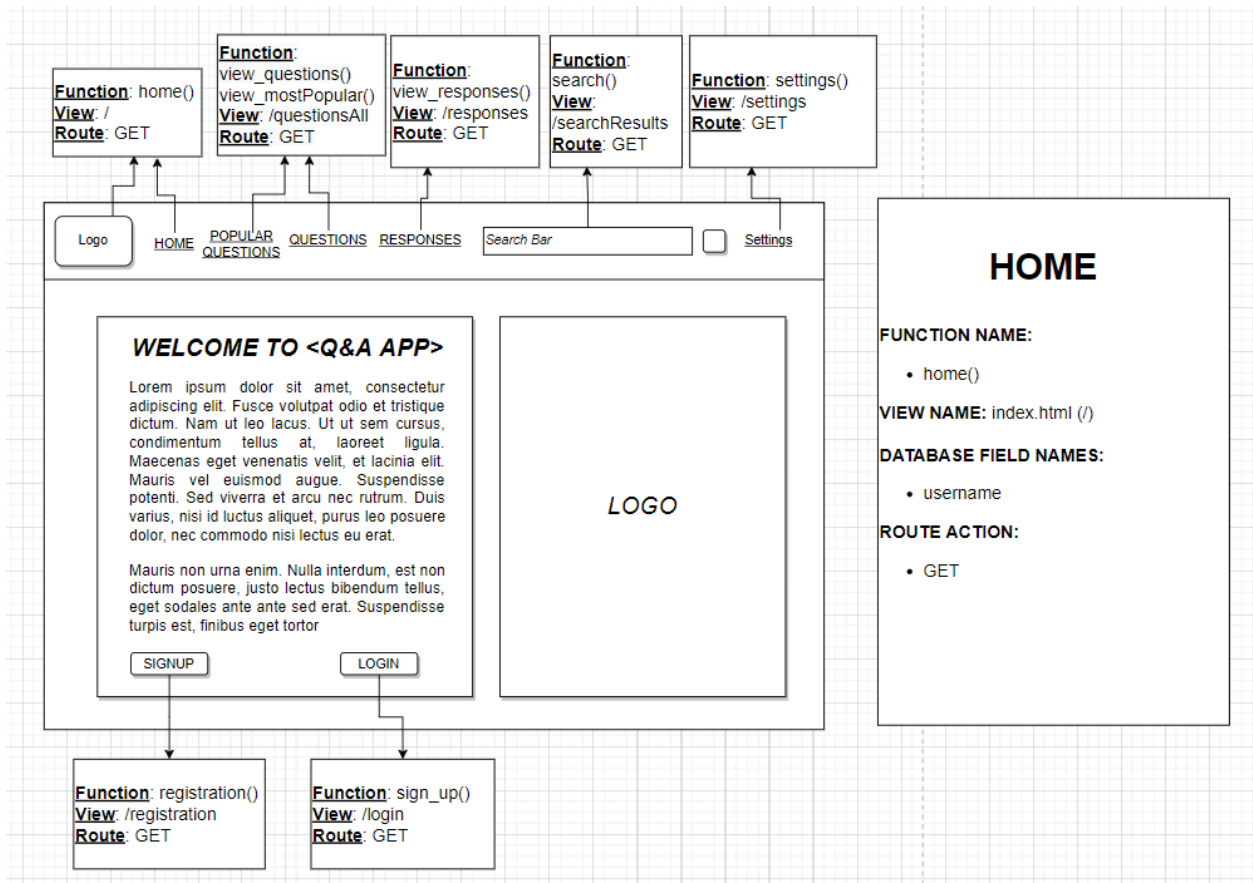 Function: home()
View: /
Route: GET
Function:
view_questions()
view_mostPopular()
View: /questionsAll
Route: GET
Function:
view_responses()
View: /responses
Route: GET
Function:
search()
View:
/searchResults
Route: GET
Function: settings()
View: /settings
Route: GET
Logo
HOME
POPULAR
QUESTIONS
QUESTIONS
RESPONSES
Search Bar
Settings
WELCOME TO <Q&A APP>
Lorem ipsum dolor sit amet, consectetur
adipiscing elit. Fusce volutpat odio et tristique
dictum. Nam ut leo lacus. Ut ut sem cursus,
condimentum tellus at, laoreet ligula.
Maecenas eget venenatis velit, et lacinia elit.
Mauris vel euismod augue. Suspendisse
potenti. Sed viverra et arcu nec rutrum. Duis
varius, nisi id luctus aliquet, purus leo posuere
dolor, nec commodo nisi lectus eu erat.
Mauris non urna enim. Nulla interdum, est non
dictum posuere, justo lectus bibendum tellus,
eget sodales ante ante sed erat. Suspendisse
turpis est, finibus eget tortor
SIGNUP
LOGIN
LOGO
Function: registration()
View: /registration
Route: GET
Function: sign_up()
View: /login
Route: GET
HOME
FUNCTION NAME:
• home()
VIEW NAME: index.html (/)
DATABASE FIELD NAMES:
• username
ROUTE ACTION:
• GET